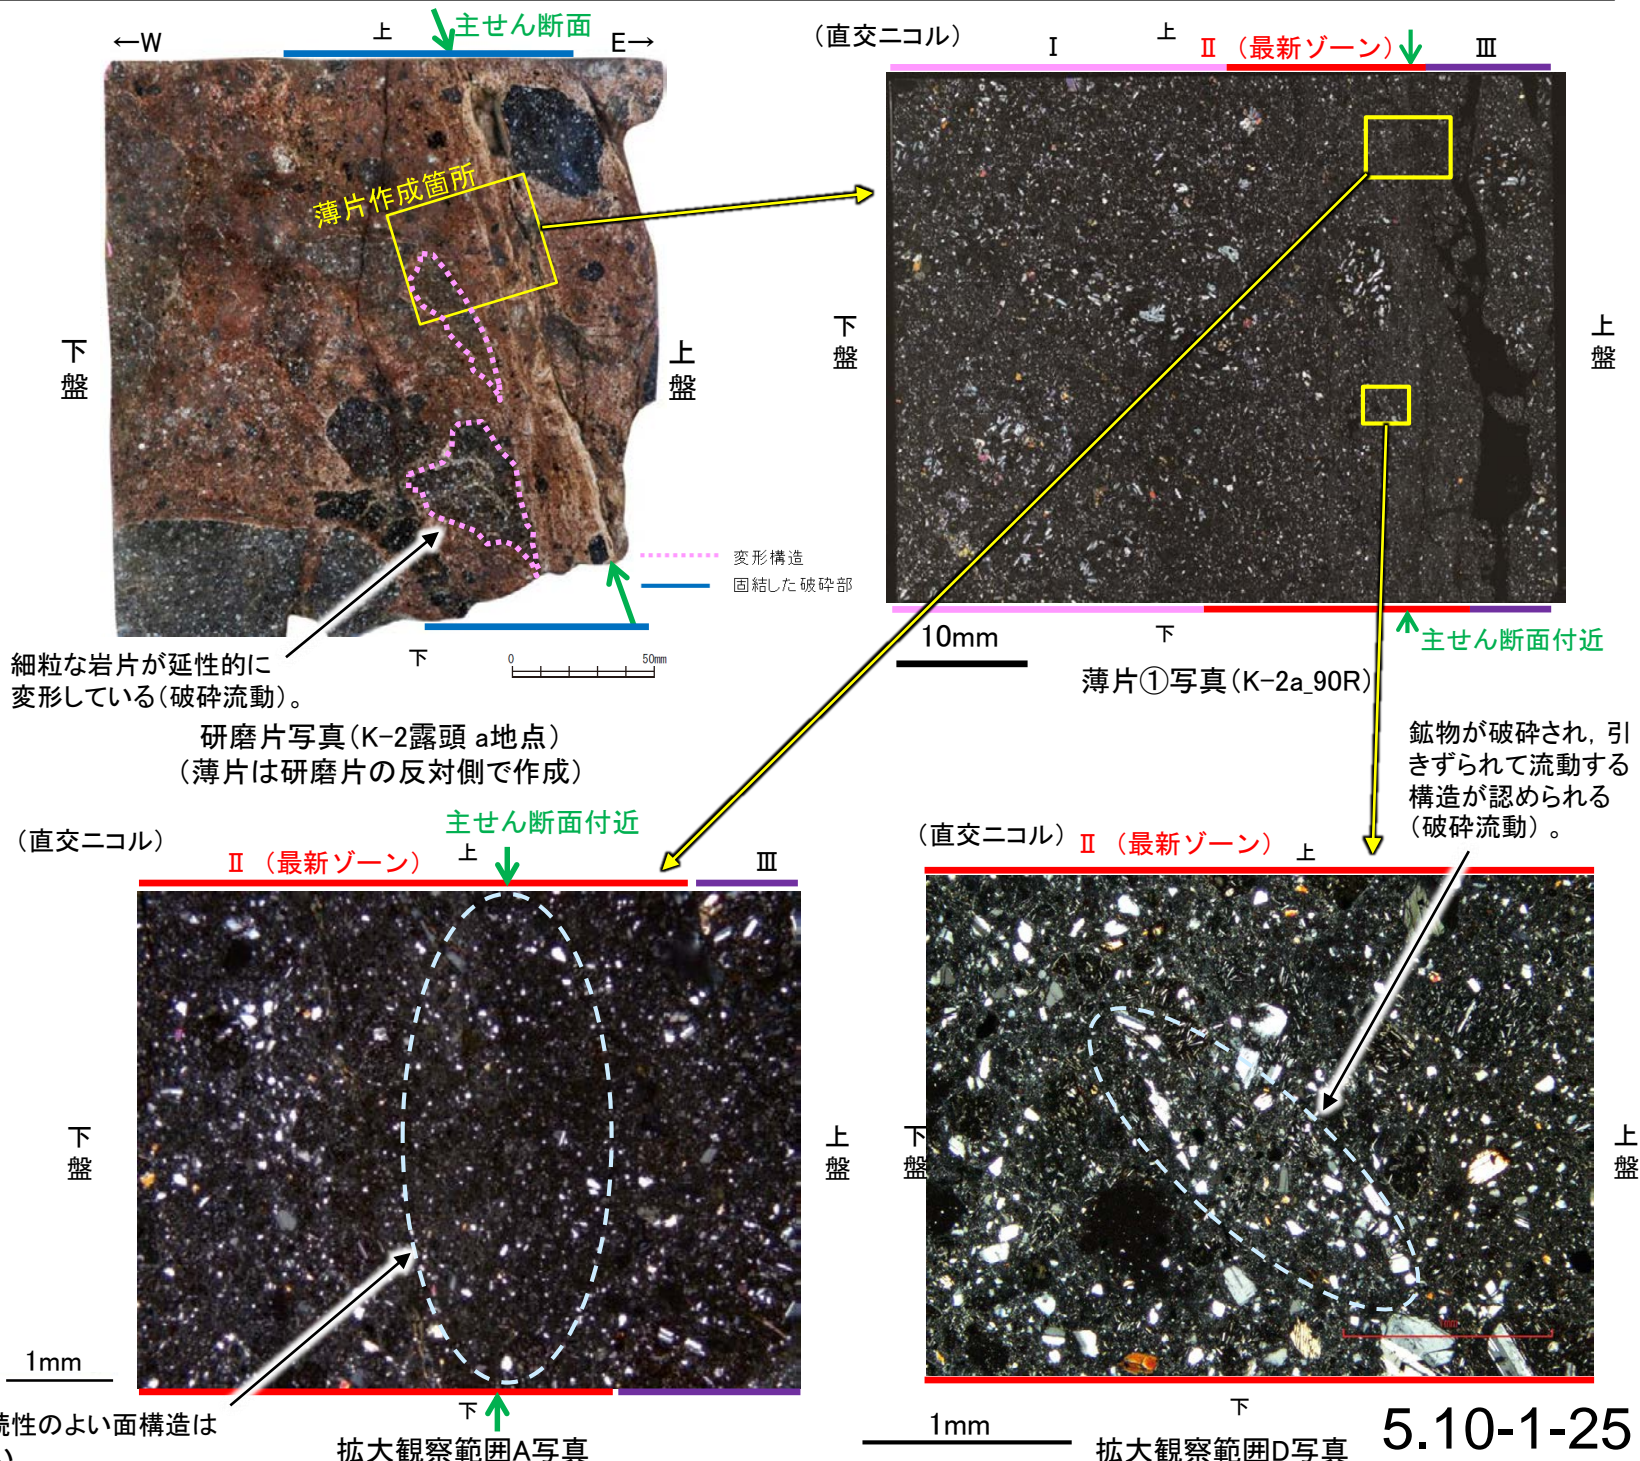 ←W
上
主せん断面
E→
薄片作成箇所
下盤
上盤
変形構造
固結した破砕部
細粒な岩片が延性的に
変形している(破砕流動)。
下
0
50mm
研磨片写真(K-2露頭 a地点)
(薄片は研磨片の反対側で作成)
(直交ニコル)
Ⅰ
上
Ⅱ (最新ゾーン)
Ⅲ
下盤
上盤
10mm
下
主せん断面付近
薄片①写真(K-2a_90R)
鉱物が破砕され,引
きずられて流動する
構造が認められる
(破砕流動)。
(直交ニコル)
主せん断面付近
Ⅱ (最新ゾーン)
上
Ⅲ
下盤
上盤
1mm
続性のよい面構造は
下
拡大観察範囲A写真
(直交ニコル)
Ⅱ (最新ゾーン)
上
下盤
上盤
1mm
1mm
下
拡大観察範囲D写真
5.10-1-25